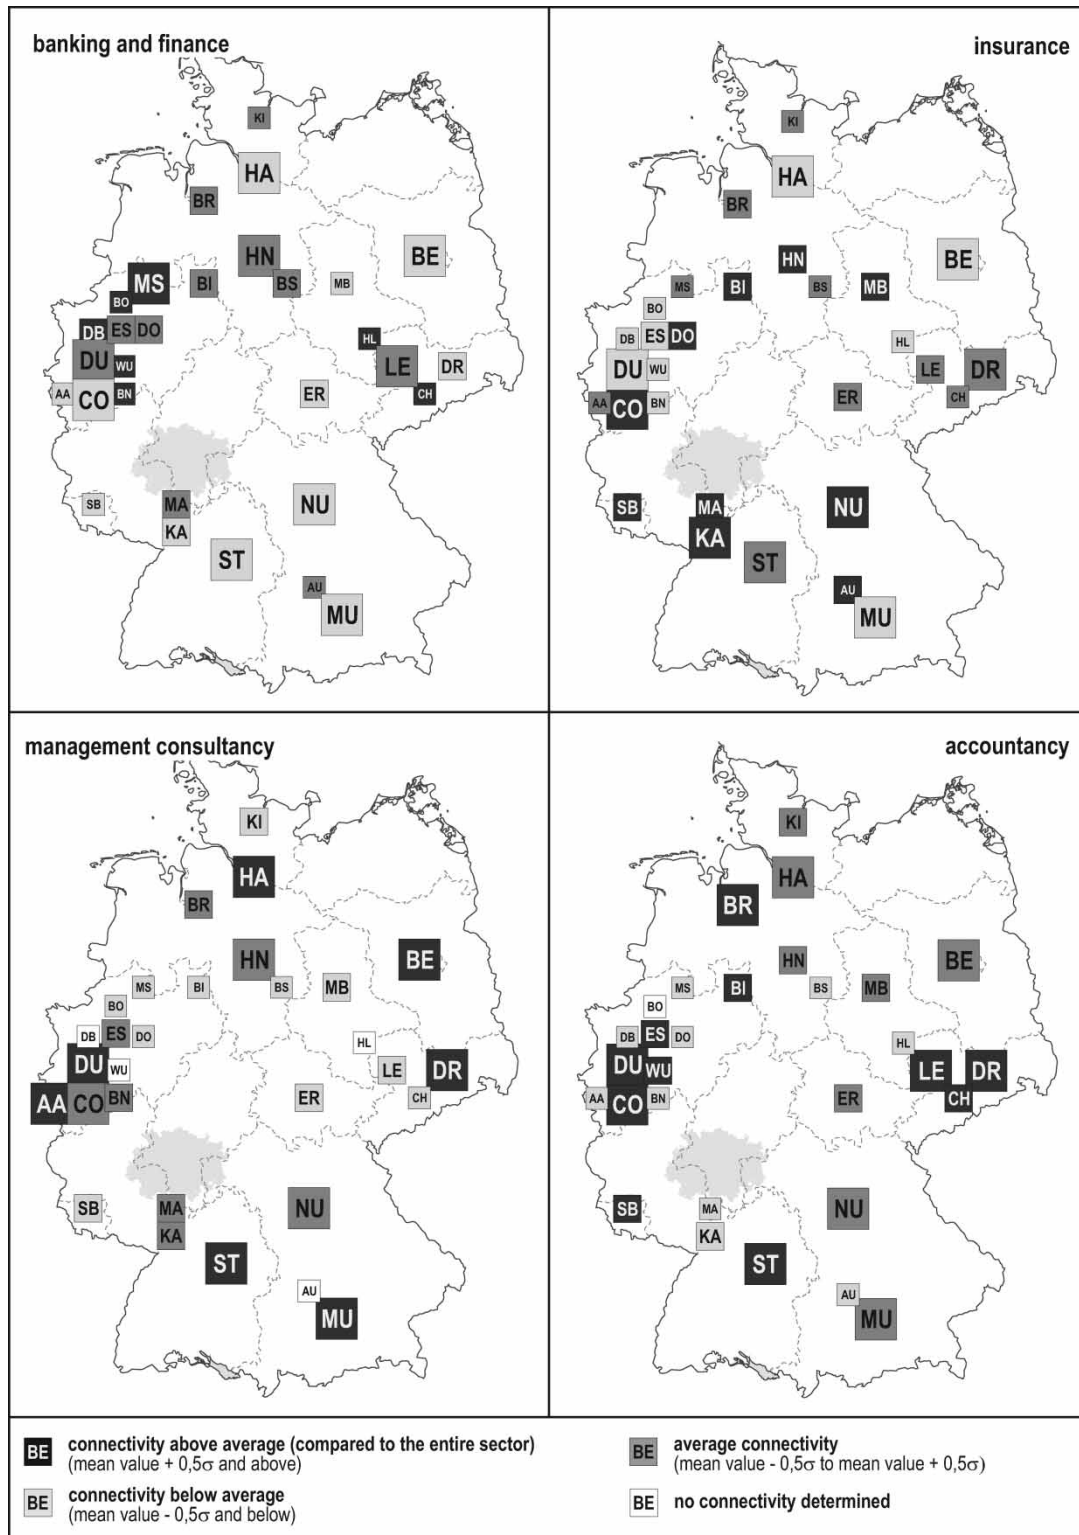 banking and finance
KI
HA
BR
HN
BE
MS
BI
BS
MB
BO
DB
ES
DO
HL
DU
WU
LE
DR
AA
CO
BN
ER
CH
SB
MA
NU
KA
ST
AU
MU
insurance
KI
HA
BR
HN
BE
MS
BI
BS
MB
BO
DB
ES
DO
HL
DU
WU
LE
DR
AA
CO
BN
ER
CH
SB
MA
NU
KA
ST
AU
MU
management consultancy
KI
HA
BR
HN
BE
MS
BI
BS
MB
BO
DB
ES
DO
HL
DU
WU
LE
DR
AA
CO
BN
ER
CH
SB
MA
NU
KA
ST
AU
MU
accountancy
KI
HA
BR
HN
BE
MS
BI
BS
MB
BO
DB
ES
DO
HL
DU
WU
LE
DR
AA
CO
BN
ER
CH
SB
MA
NU
KA
ST
AU
MU
BE connectivity above average (compared to the entire sector)
(mean value + 0,5σ and above)
BE connectivity below average
(mean value - 0,5σ and below)
BE average connectivity
(mean value - 0,5σ to mean value + 0,5σ)
BE no connectivity determined